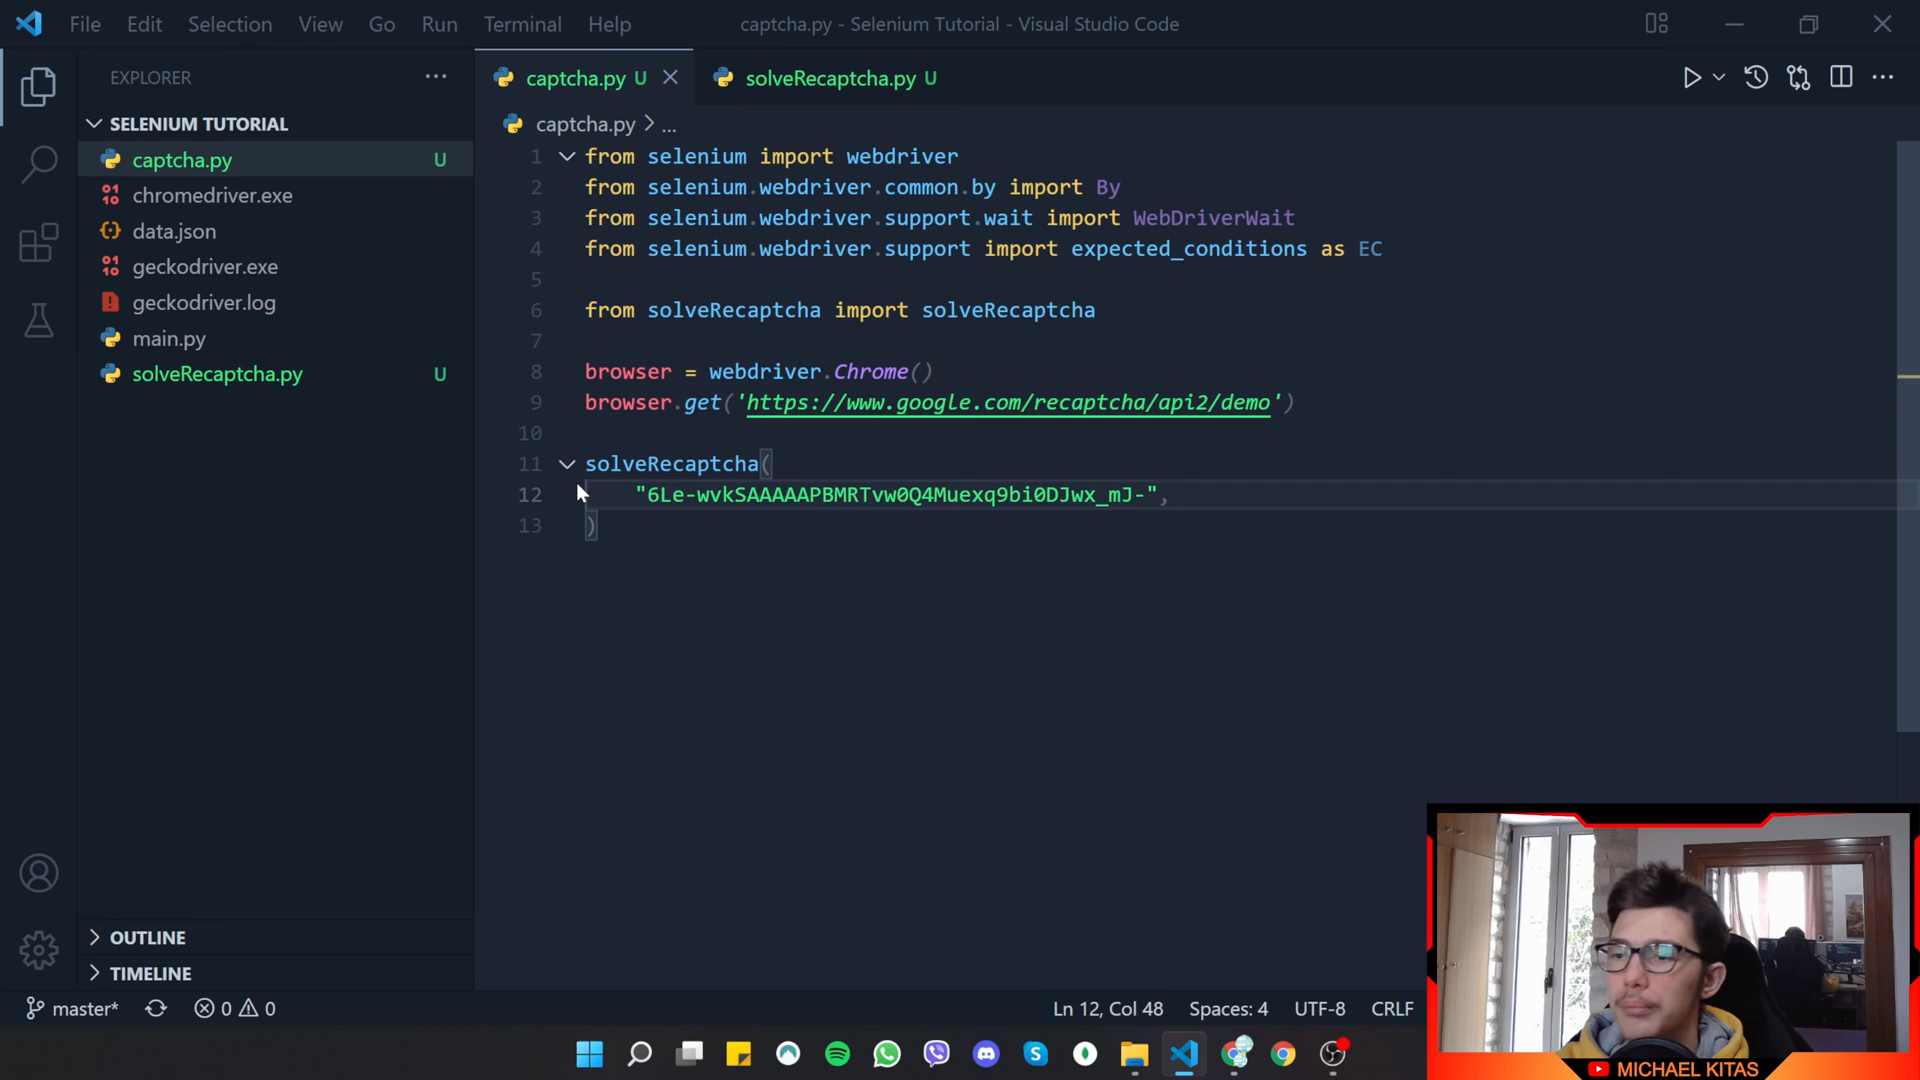 File Edit Selection View Go Run Terminal Help captcha.py - Selenium Tutorial - Visual Studio Code
EXPLORER
captcha.py U
solveRecaptcha.py U
SELENIUM TUTORIAL
captcha.py U
chromedriver.exe
data.json
geckodriver.exe
geckodriver.log
main.py
solveRecaptcha.py U
OUTLINE
TIMELINE
captcha.py > ...
1 from selenium import webdriver
2 from selenium.webdriver.common.by import By
3 from selenium.webdriver.support.wait import WebDriverWait
4 from selenium.webdriver.support import expected_conditions as EC
5
6 from solveRecaptcha import solveRecaptcha
7
8 browser = webdriver.Chrome()
9 browser.get('https://www.google.com/recaptcha/api2/demo')
10
11 solveRecaptcha(
12 "6Le-wvkSAAAAAPBMRTvw0Q4Muexq9bi0DJwx_mJ-",
13 )
master* 0 0 Ln 12, Col 48 Spaces: 4 UTF-8 CRLF
MICHAEL KITAS